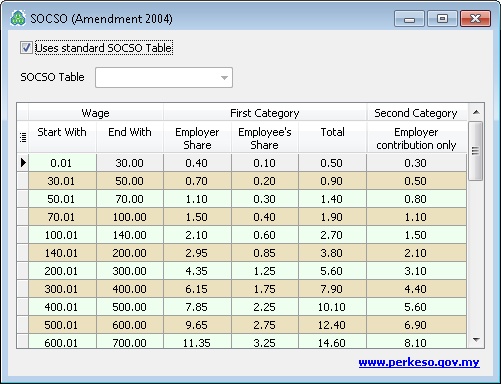 SOCSO (Amendment 2004)
Uses standard SOCSO Table
SOCSO Table
Wage First Category Second Category
Start With End With Employer Share Employee's Share Total Employer contribution only
0.01 30.00 0.40 0.10 0.50 0.30
30.01 50.00 0.70 0.20 0.90 0.50
50.01 70.00 1.10 0.30 1.40 0.80
70.01 100.00 1.50 0.40 1.90 1.10
100.01 140.00 2.10 0.60 2.70 1.50
140.01 200.00 2.95 0.85 3.80 2.10
200.01 300.00 4.35 1.25 5.60 3.10
300.01 400.00 6.15 1.75 7.90 4.40
400.01 500.00 7.85 2.25 10.10 5.60
500.01 600.00 9.65 2.75 12.40 6.90
600.01 700.00 11.35 3.25 14.60 8.10
www.perkeso.gov.my